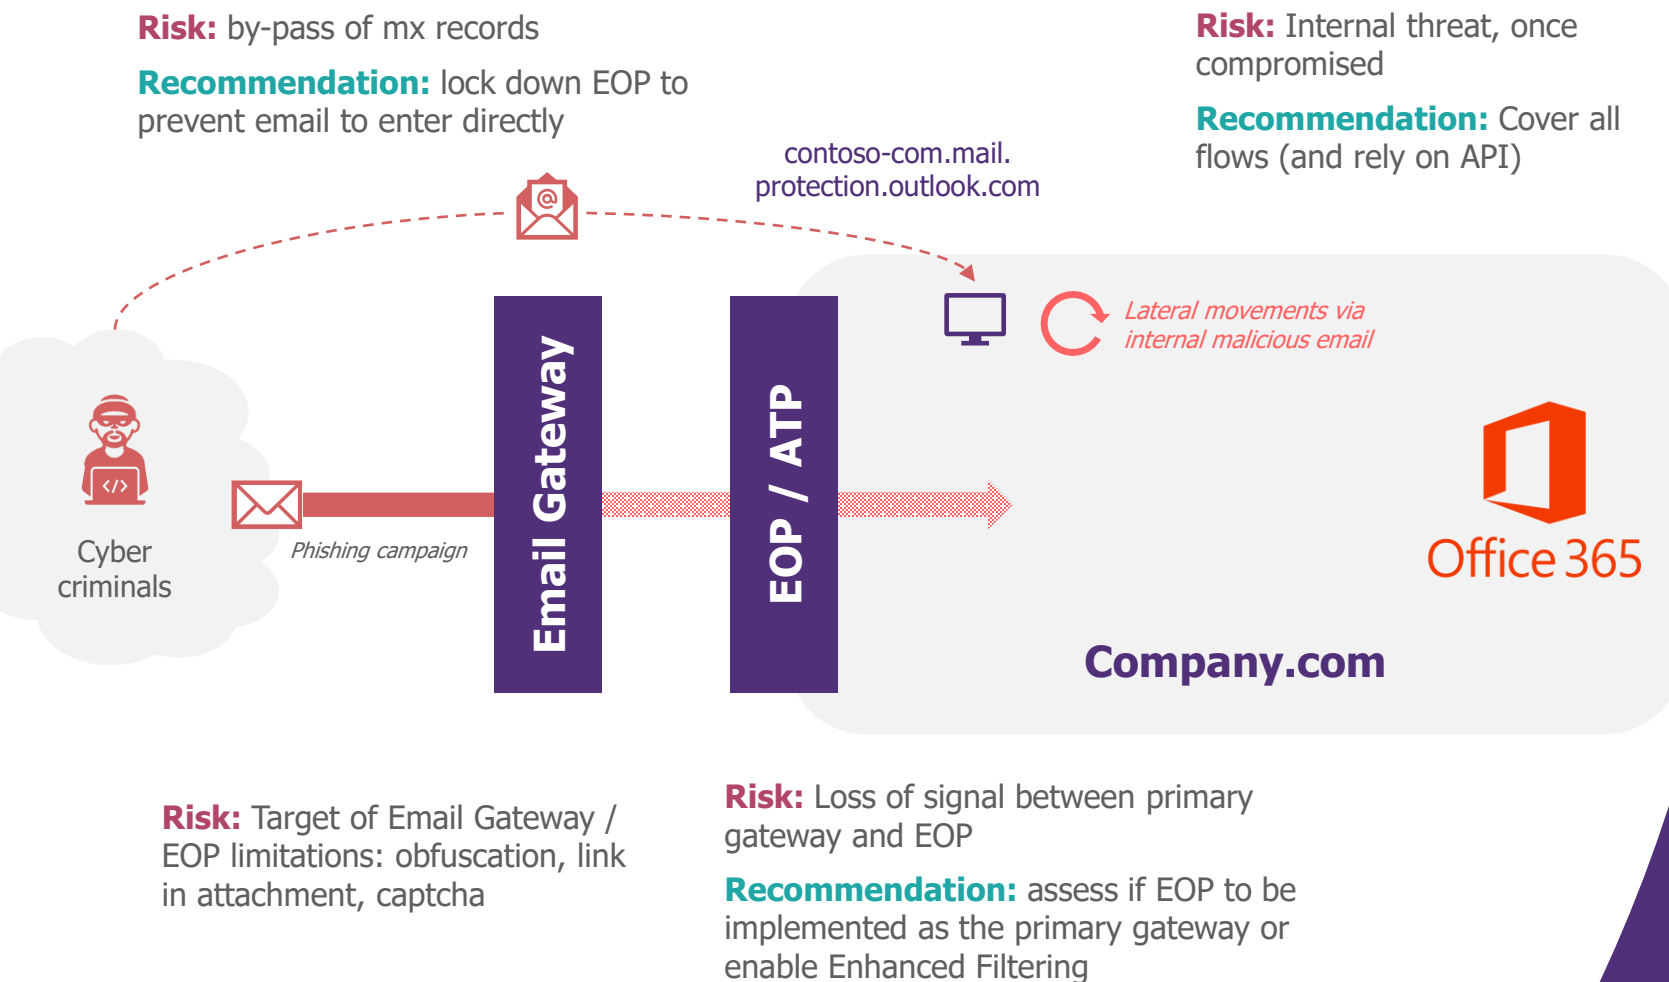 Risk: by-pass of mx records
Recommendation: lock down EOP to
prevent email to enter directly
Risk: Internal threat, once
compromised
Recommendation: Cover all
flows (and rely on API)
contoso-com.mail.
protection.outlook.com
@
Lateral movements via
internal malicious email
</>
Cyber
criminals
Phishing campaign
Email Gateway
EOP / ATP
Office 365
Company.com
Risk: Target of Email Gateway /
EOP limitations: obfuscation, link
in attachment, captcha
Risk: Loss of signal between primary
gateway and EOP
Recommendation: assess if EOP to be
implemented as the primary gateway or
enable Enhanced Filtering